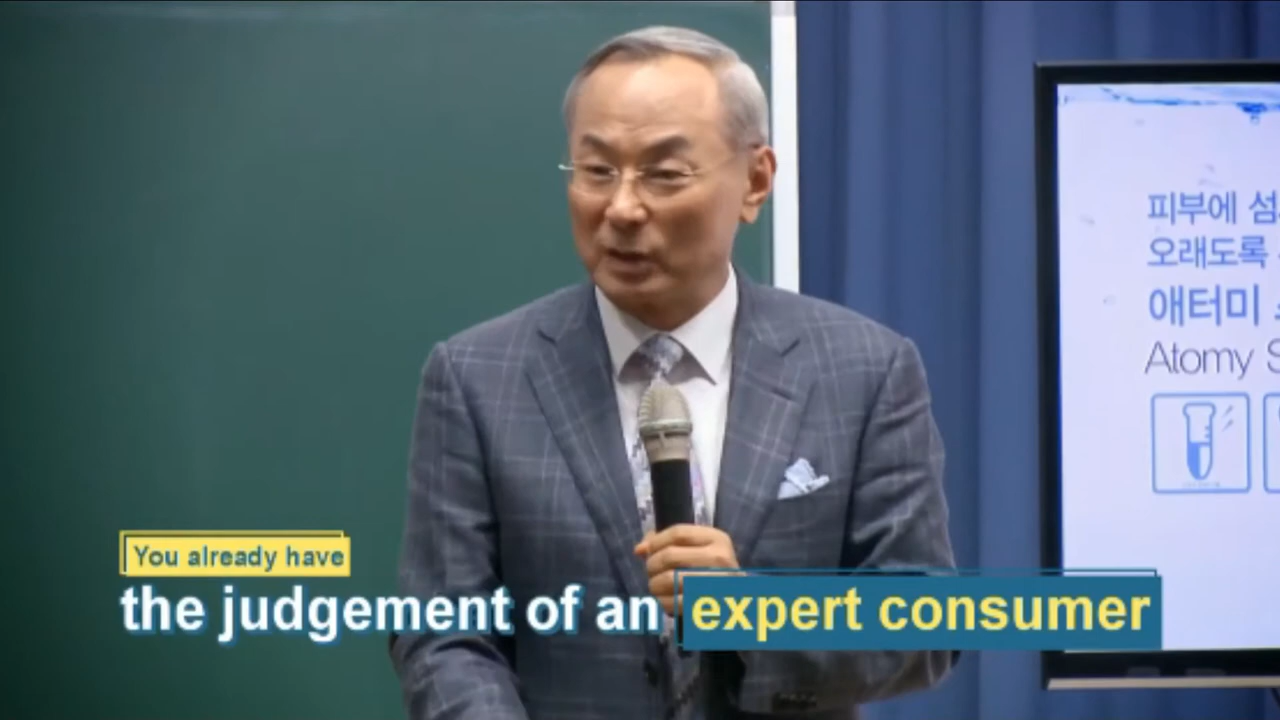 피부에
오래도록
애터미
Atomy
You already have
the judgement of an expert consumer